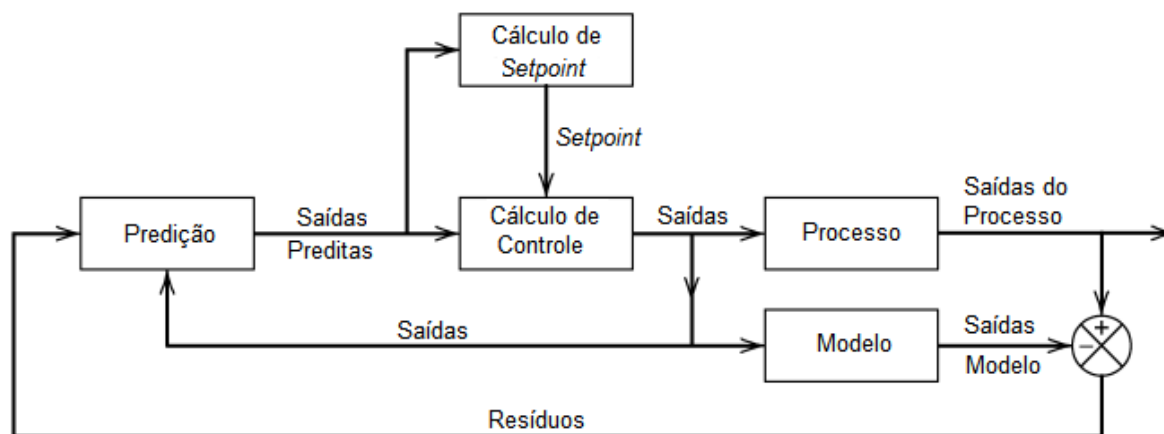 Cálculo de
Setpoint
Setpoint
Predição
Saídas
Preditas
Cálculo de
Controle
Saídas
Processo
Saídas do
Processo
+
−
Saídas
Modelo
Saídas
Modelo
Resíduos